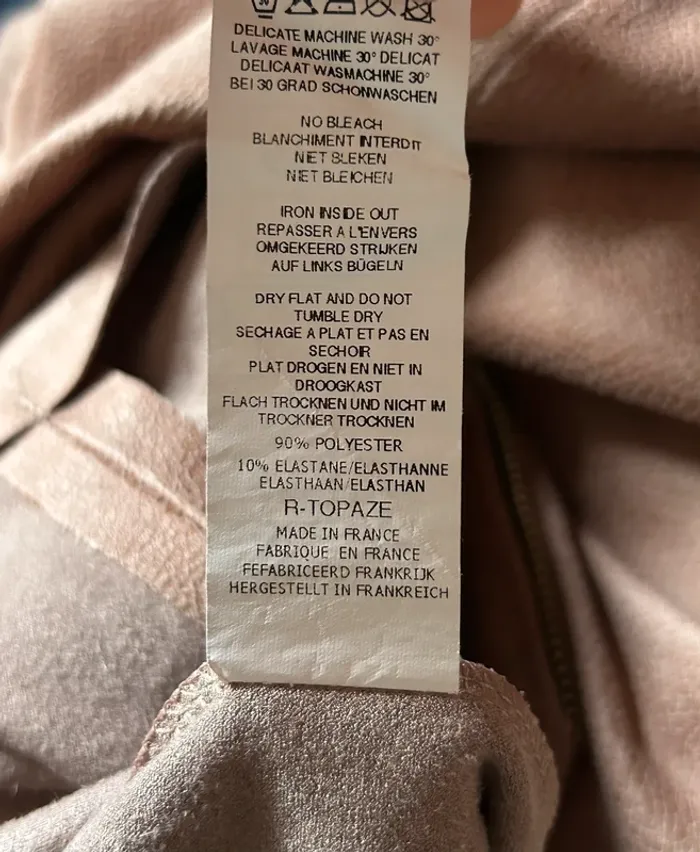 DELICATE MACHINE WASH 30°
LAVAGE MACHINE 30° DELICAT
DELICAAT WASMACHINE 30°
BEI 30 GRAD SCHONWASCHEN
NO BLEACH
BLANCHIMENT INTERDIT
NIET BLEKEN
NIET BLEICHEN
IRON INSIDE OUT
REPASSER A L'ENVERS
OMGEKEERD STRIJKEN
AUF LINKS BÜGELN
DRY FLAT AND DO NOT
TUMBLE DRY
SECHAGE A PLAT ET PAS EN
SECHOIR
PLAT DROGEN EN NIET IN
DROOGKAST
FLACH TROCKNEN UND NICHT IM
TROCKNER TROCKNEN
90% POLYESTER
10% ELASTANE/ELASTHANNE
ELASTHAAN/ELASTHAN
R-TOPAZE
MADE IN FRANCE
FABRIQUE EN FRANCE
FEFABRICEERD FRANKRIJK
HERGESTELLT IN FRANKREICH